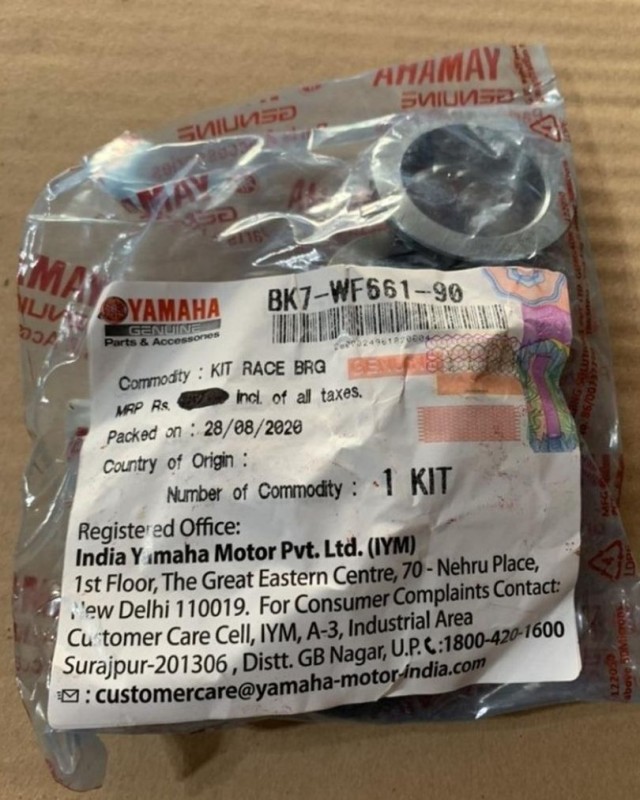 YAMAHA
GENUINE
YAMAHA
GENUINE
Parts & Accessories
BK7-WF661-90
GENUINE
Commodity : KIT RACE BRG
MRP Rs. Incl. of all taxes.
Packed on : 28/08/2020
Country of Origin :
Number of Commodity : 1 KIT
Registered Office:
India Yamaha Motor Pvt. Ltd. (IYM)
1st Floor, The Great Eastern Centre, 70 - Nehru Place,
New Delhi 110019. For Consumer Complaints Contact:
Customer Care Cell, IYM, A-3, Industrial Area
Surajpur-201306 , Distt. GB Nagar, U.P. :1800-420-1600
: customercare@yamaha-motor-india.com